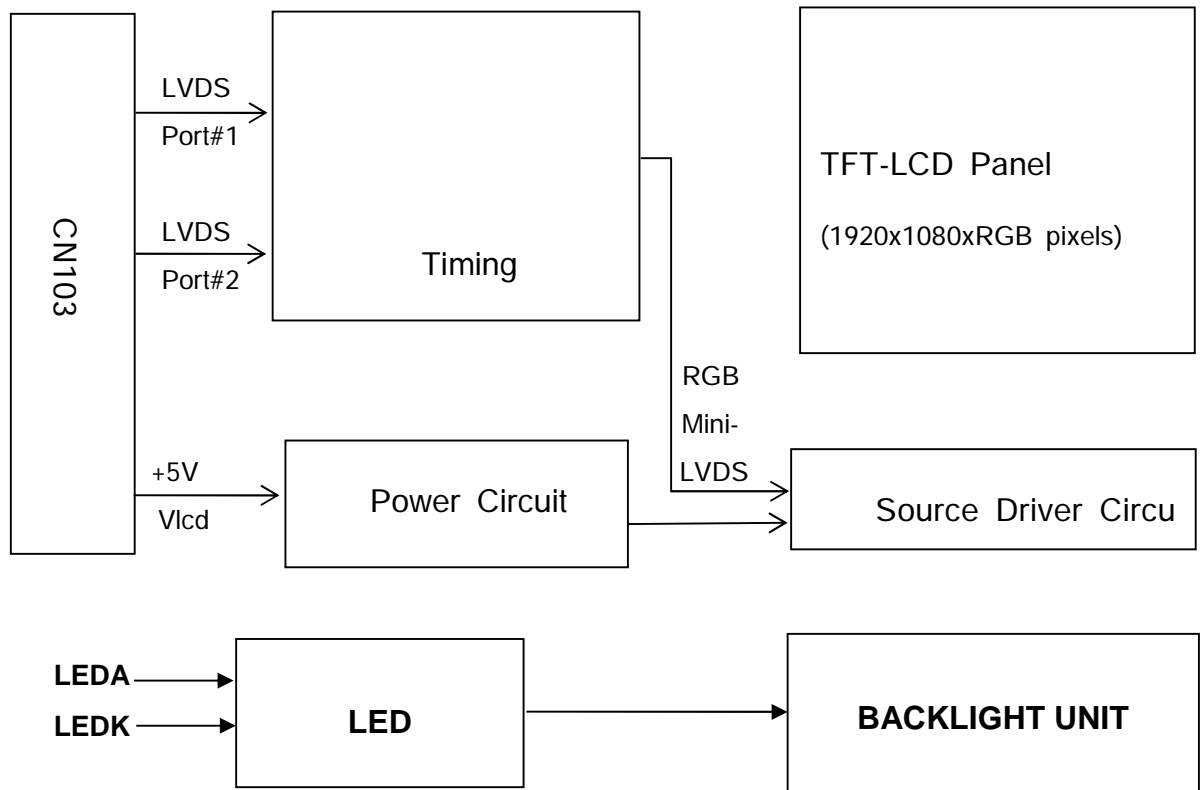 CN103
LVDS
Port#1
LVDS
Port#2
Timing
TFT-LCD Panel
(1920x1080xRGB pixels)
RGB
Mini-
LVDS
+5V
Vlcd
Power Circuit
Source Driver Circu
LEDA
LEDK
LED
BACKLIGHT UNIT